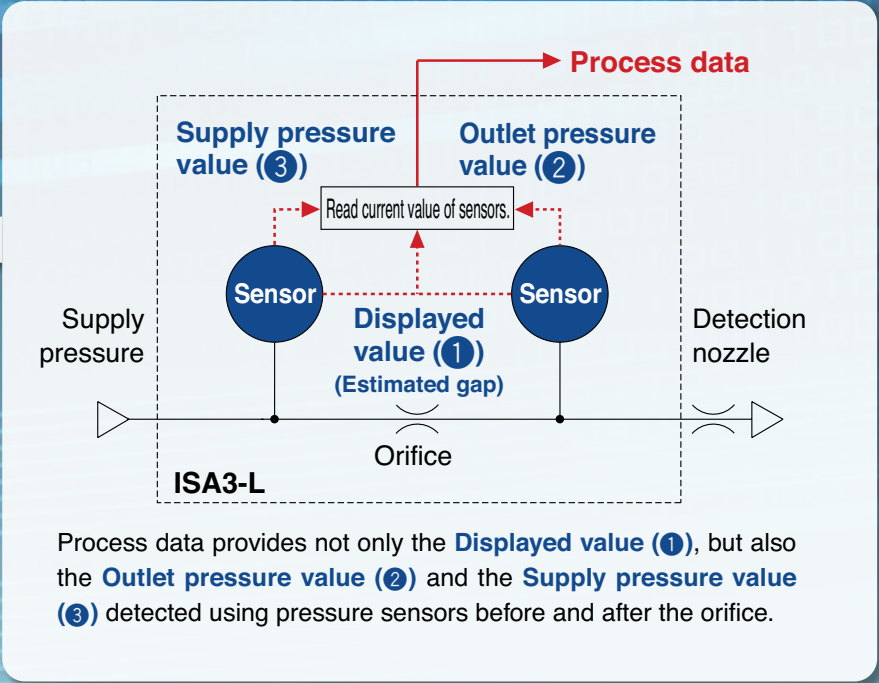 Process data
Supply pressure
value (3)
Outlet pressure
value (2)
Read current value of sensors.
Sensor
Sensor
Supply
pressure
Displayed
value (1)
(Estimated gap)
Detection
nozzle
Orifice
ISA3-L
Process data provides not only the Displayed value (1), but also
the Outlet pressure value (2) and the Supply pressure value
(3) detected using pressure sensors before and after the orifice.